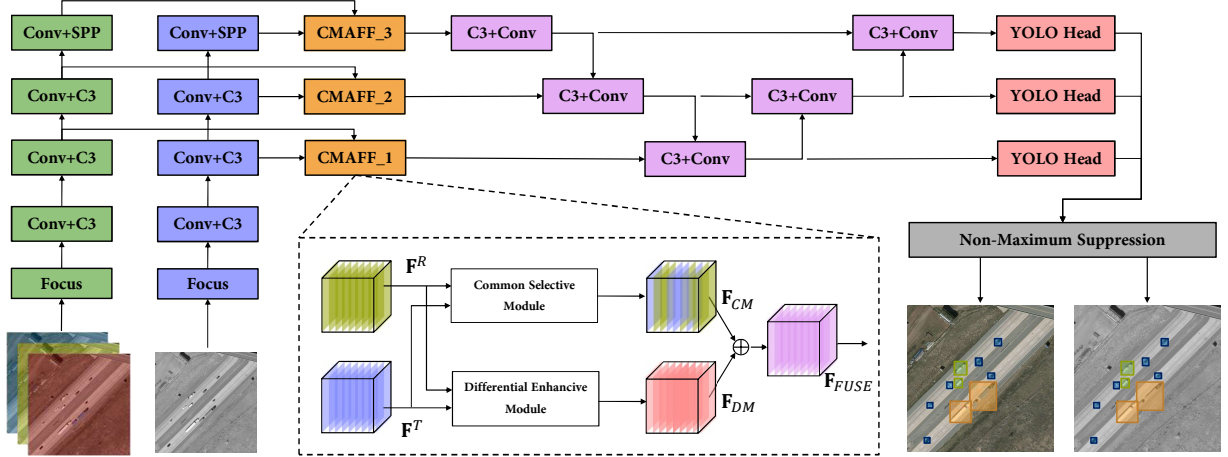 Conv+SPP
Conv+SPP
CMAFF_3
C3+Conv
C3+Conv
YOLO Head
Conv+C3
Conv+C3
CMAFF_2
C3+Conv
C3+Conv
YOLO Head
Conv+C3
Conv+C3
CMAFF_1
C3+Conv
YOLO Head
Conv+C3
Conv+C3
Non-Maximum Suppression
Focus
Focus
F^R
Common Selective
Module
F_CM
F^T
Differential Enhancive
Module
F_DM
F_FUSE